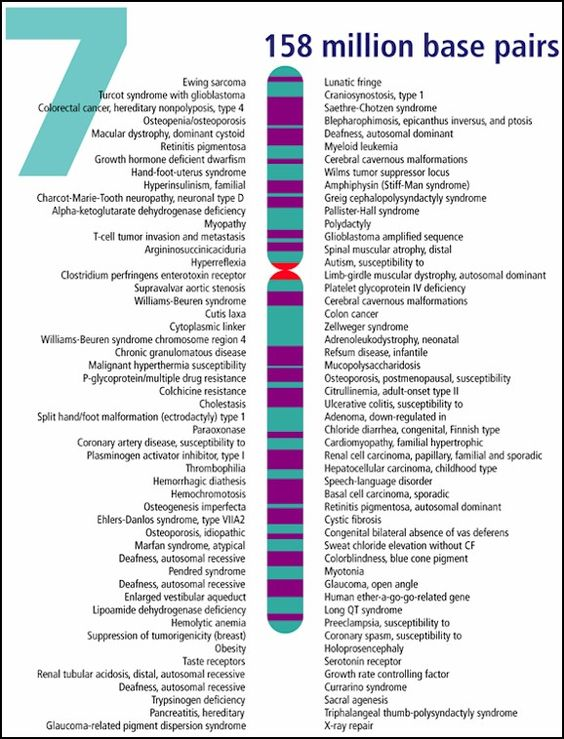 7
158 million base pairs
Ewing sarcoma
Turcot syndrome with glioblastoma
Colorectal cancer, hereditary nonpolyposis, type 4
Osteopenia/osteoporosis
Macular dystrophy, dominant cystoid
Retinitis pigmentosa
Growth hormone deficient dwarfism
Hand-foot-uterus syndrome
Hyperinsulinism, familial
Charcot-Marie-Tooth neuropathy, neuronal type D
Alpha-ketoglutarate dehydrogenase deficiency
Myopathy
T-cell tumor invasion and metastasis
Argininosuccinicaciduria
Hyperreflexia
Clostridium perfringens enterotoxin receptor
Supravalvar aortic stenosis
Williams-Beuren syndrome
Cutis laxa
Cytoplasmic linker
Williams-Beuren syndrome chromosome region 4
Chronic granulomatous disease
Malignant hyperthermia susceptibility
P-glycoprotein/multiple drug resistance
Colchicine resistance
Cholestasis
Split hand/foot malformation (ectrodactyly) type 1
Paraoxonase
Coronary artery disease, susceptibility to
Plasminogen activator inhibitor, type I
Thrombophilia
Hemorrhagic diathesis
Hemochromotosis
Osteogenesis imperfecta
Ehlers-Danlos syndrome, type VIIA2
Osteoporosis, idiopathic
Marfan syndrome, atypical
Deafness, autosomal recessive
Pendred syndrome
Deafness, autosomal recessive
Enlarged vestibular aqueduct
Lipoamide dehydrogenase deficiency
Hemolytic anemia
Suppression of tumorigenicity (breast)
Obesity
Taste receptors
Renal tubular acidosis, distal, autosomal recessive
Deafness, autosomal recessive
Trypsinogen deficiency
Pancreatitis, hereditary
Glaucoma-related pigment dispersion syndrome
Lunatic fringe
Craniosynostosis, type 1
Saethre-Chotzen syndrome
Blepharophimosis, epicanthus inversus, and ptosis
Deafness, autosomal dominant
Myeloid leukemia
Cerebral cavernous malformations
Wilms tumor suppressor locus
Amphiphysin (Stiff-Man syndrome)
Greig cephalopolysyndactyly syndrome
Pallister-Hall syndrome
Polydactyly
Glioblastoma amplified sequence
Spinal muscular atrophy, distal
Autism, susceptibility to
Limb-girdle muscular dystrophy, autosomal dominant
Platelet glycoprotein IV deficiency
Cerebral cavernous malformations
Colon cancer
Zellweger syndrome
Adrenoleukodystrophy, neonatal
Refsum disease, infantile
Mucopolysaccharidosis
Osteoporosis, postmenopausal, susceptibility
Citrullinemia, adult-onset type II
Ulcerative colitis, susceptibility to
Adenoma, down-regulated in
Chloride diarrhea, congenital, Finnish type
Cardiomyopathy, familial hypertrophic
Renal cell carcinoma, papillary, familial and sporadic
Hepatocellular carcinoma, childhood type
Speech-language disorder
Basal cell carcinoma, sporadic
Retinitis pigmentosa, autosomal dominant
Cystic fibrosis
Congenital bilateral absence of vas deferens
Sweat chloride elevation without CF
Colorblindness, blue cone pigment
Myotonia
Glaucoma, open angle
Human ether-a-go-go-related gene
Long QT syndrome
Preeclampsia, susceptibility to
Coronary spasm, susceptibility to
Holoprosencephaly
Serotonin receptor
Growth rate controlling factor
Currarino syndrome
Sacral agenesis
Triphalangeal thumb-polysyndactyly syndrome
X-ray repair